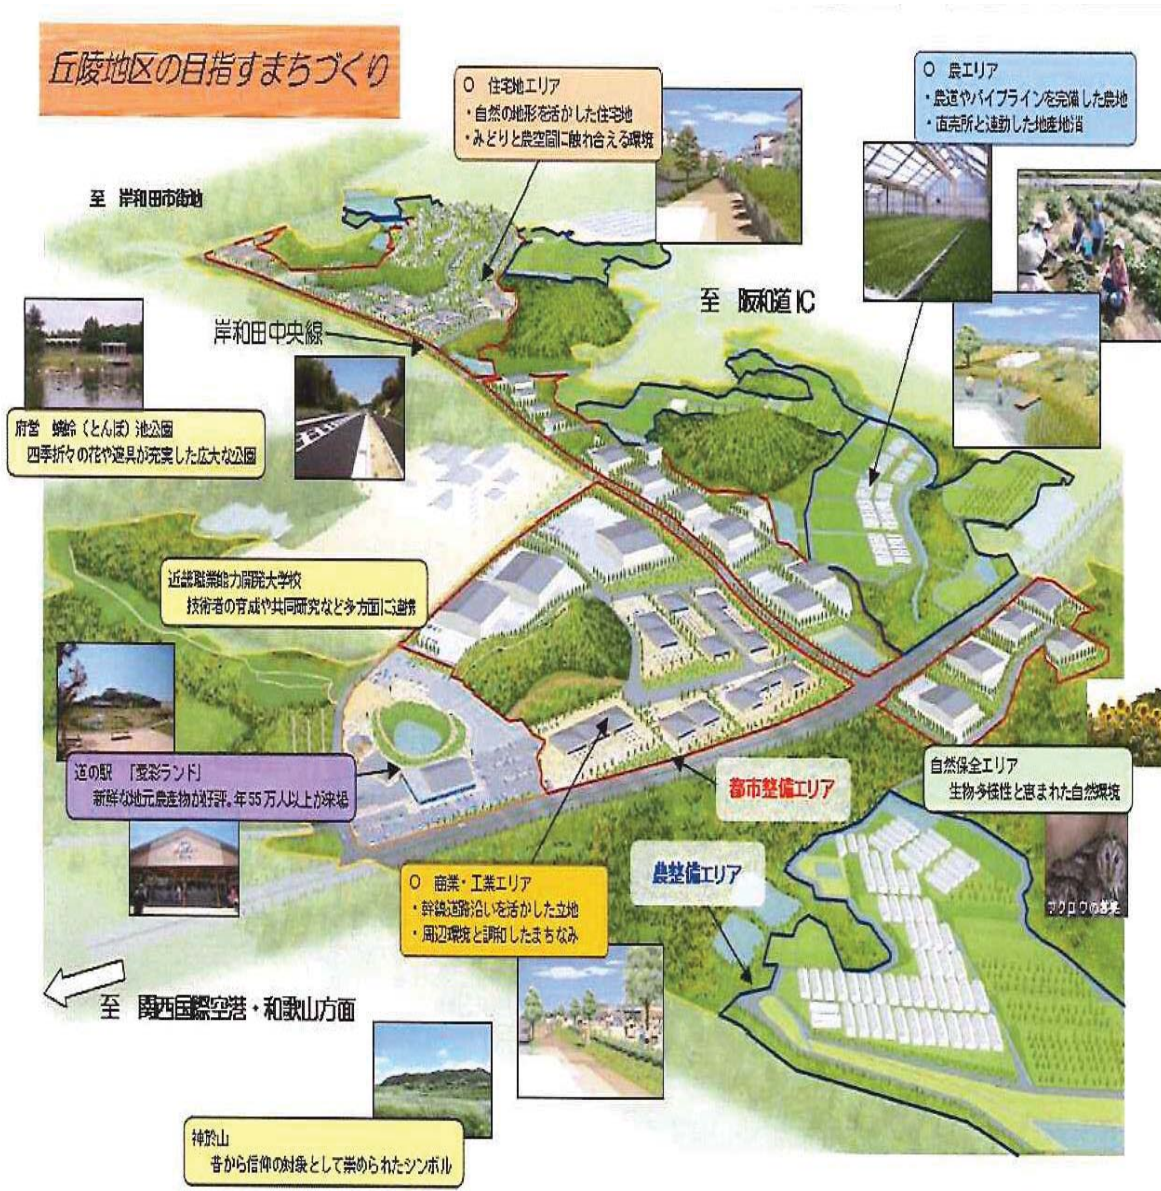 丘陵地区の目指すまちづくり
○ 住宅地エリア
・自然の地形を活かした住宅地
・みどりと農空間に触れ合える環境
○ 農エリア
・農道やパイプラインを完備した農地
・直売所と連動した地産地消
至 岸和田市街地
至 阪和道IC
岸和田中央線
府営 蜻蛉(とんぼ)池公園
四季折々の花や遊具が充実した広大な公園
近畿職業能力開発大学校
技術者の育成や共同研究など多方面に連携
道の駅 「愛彩ランド」
新鮮な地元農産物が好評。年55万人以上が来場
都市整備エリア
自然保全エリア
生物多様性と恵まれた自然環境
農整備エリア
○ 商業・工業エリア
・幹線道路沿いを活かした立地
・周辺環境と調和したまちなみ
フクロウの巣
至 関西国際空港・和歌山方面
神於山
昔から信仰の対象として崇められたシンボル